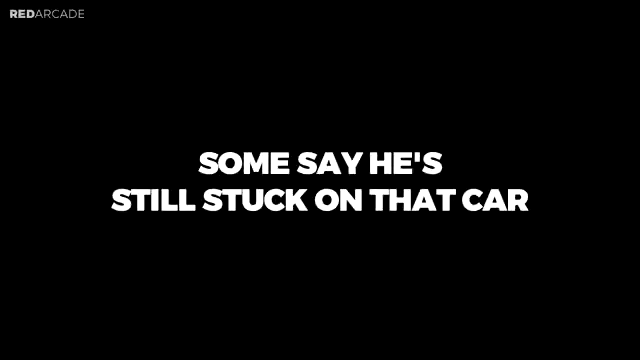 REDARCADE
SOME SAY HE'S
STILL STUCK ON THAT CAR